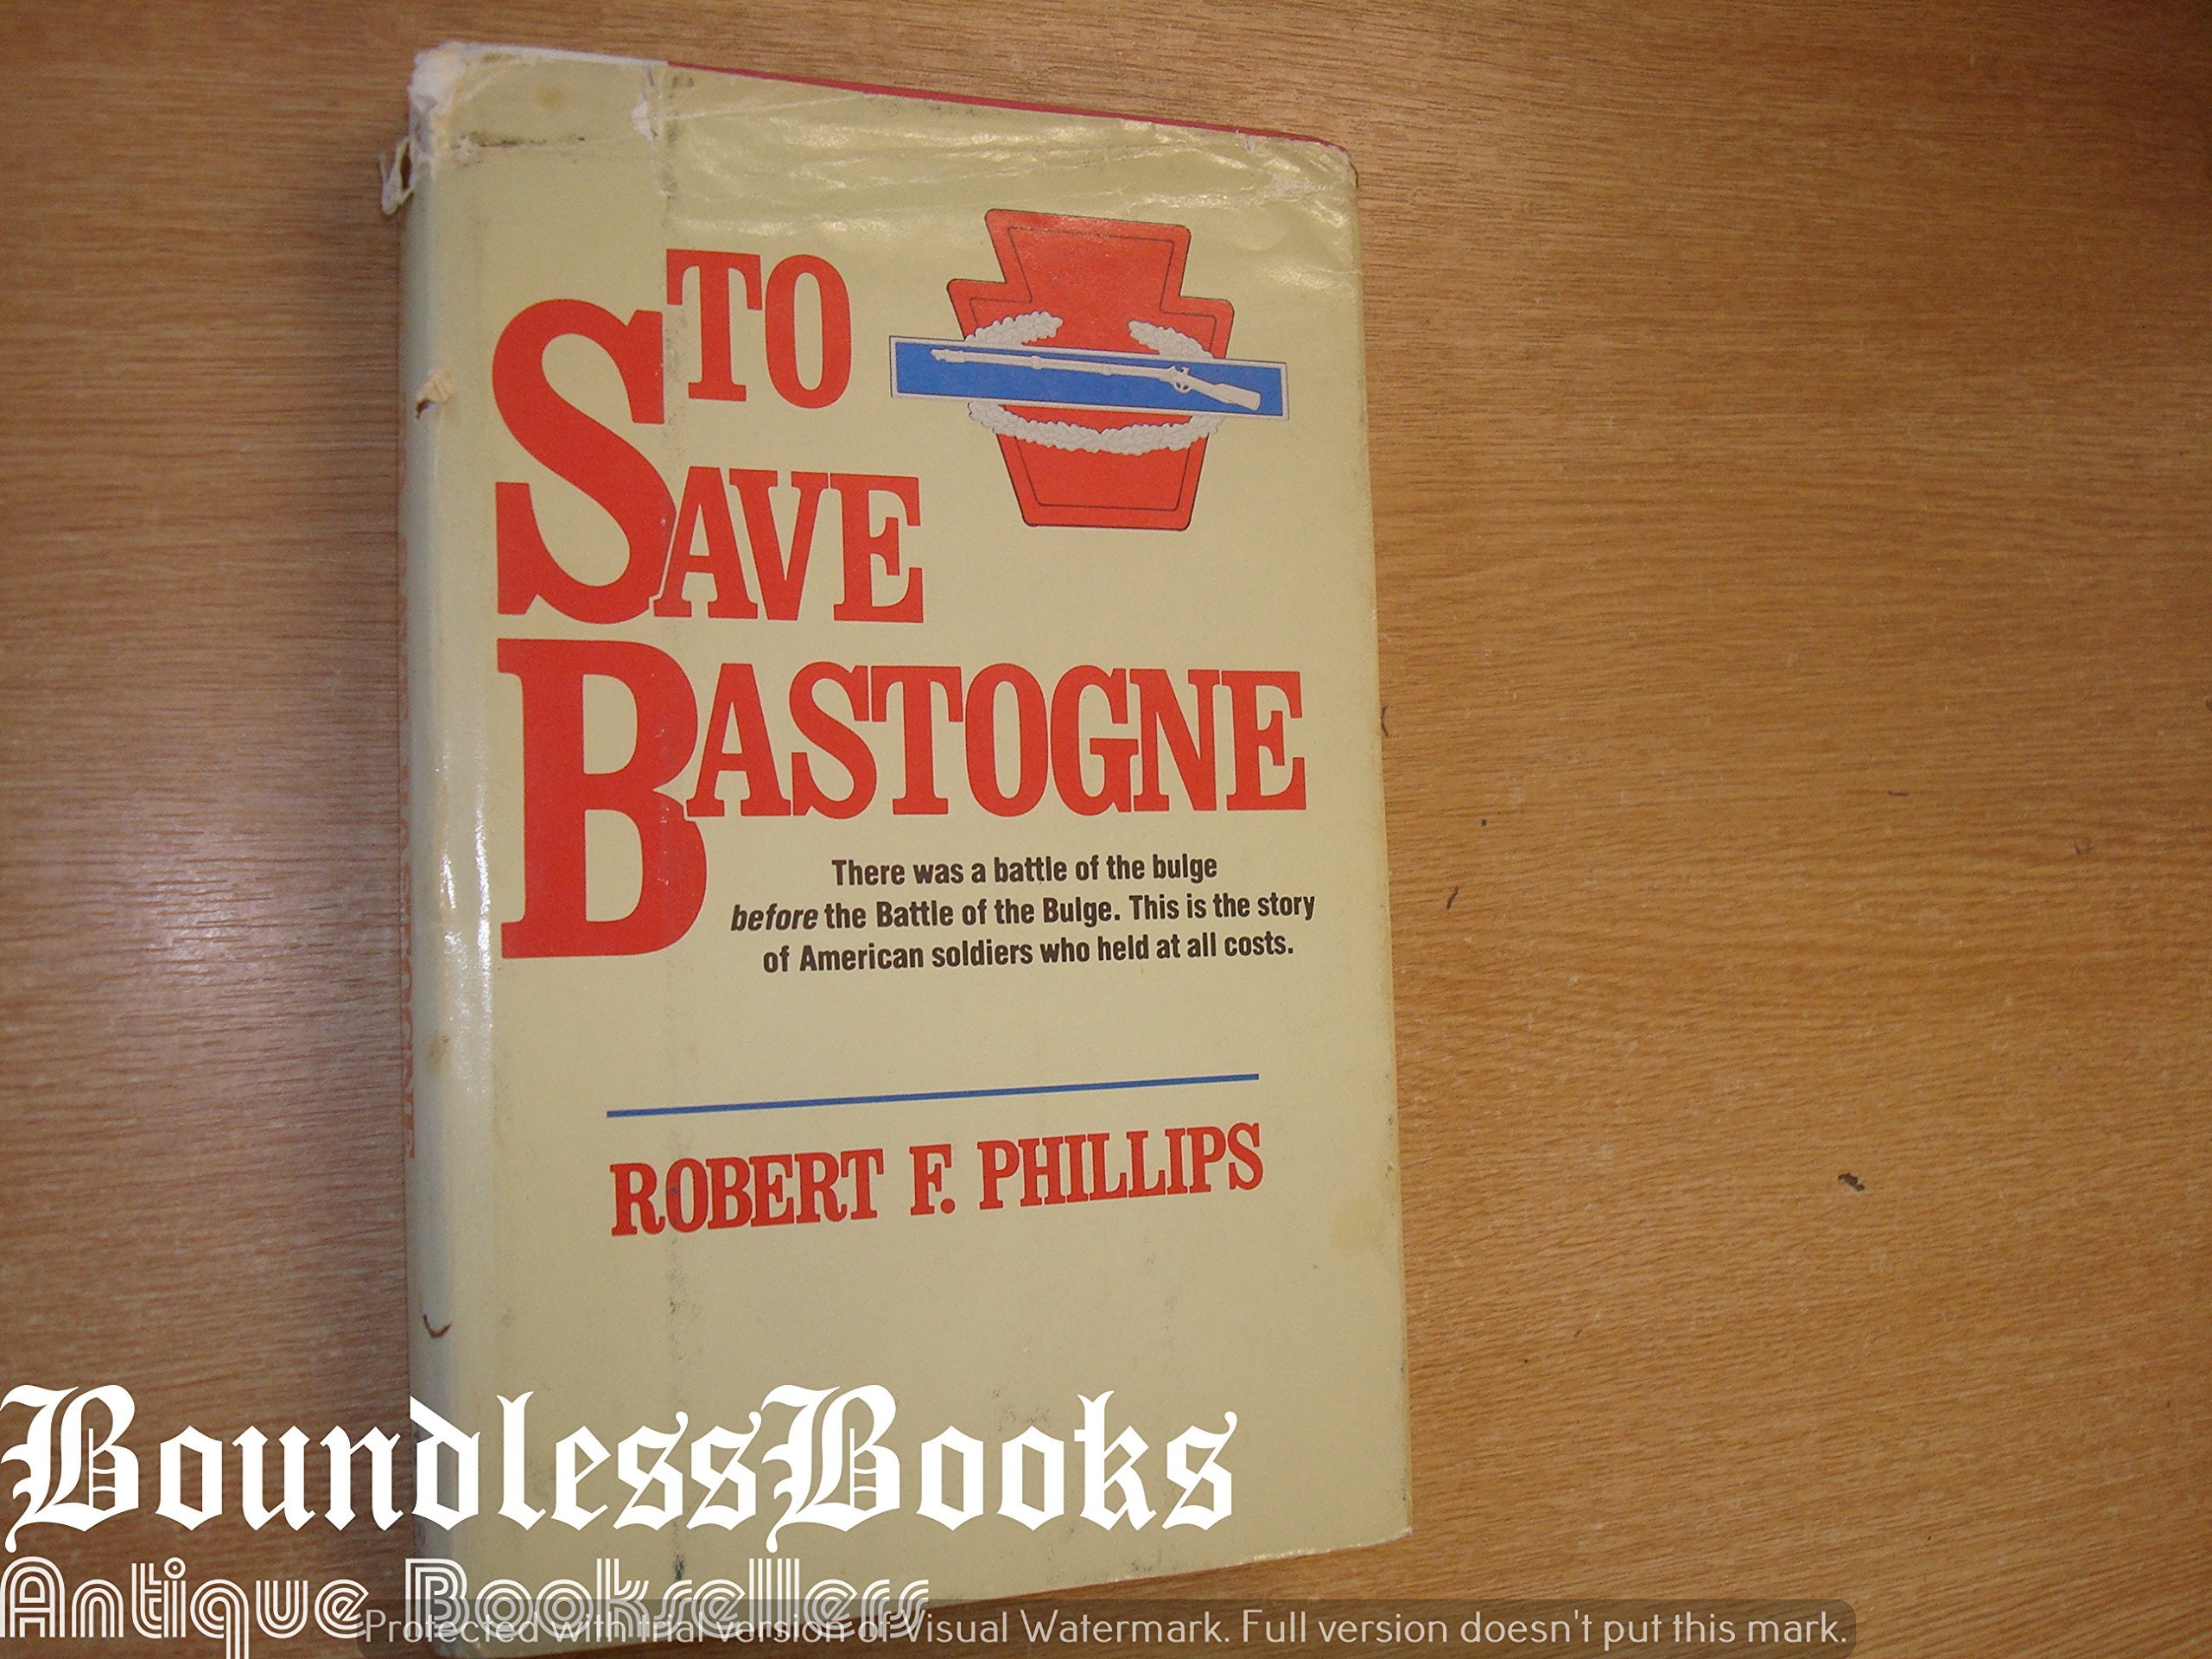 TO
SAVE
BASTOGNE
There was a battle of the bulge
before the Battle of the Bulge. This is the story
of American soldiers who held at all costs.
ROBERT F. PHILLIPS
BoundlessBooks
Antique Booksellers
Protected with trial version of Visual Watermark. Full version doesn't put this mark.